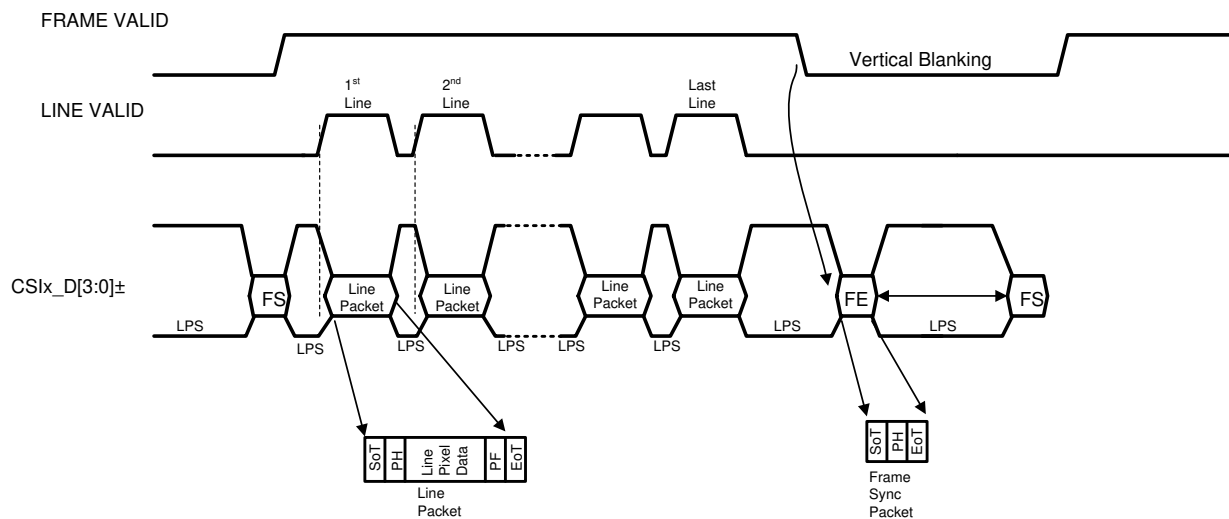 FRAME VALID
Vertical Blanking
1st Line
2nd Line
Last Line
LINE VALID
CSIx_D[3:0]±
FS
Line Packet
Line Packet
Line Packet
Line Packet
FE
FS
LPS
LPS
LPS
LPS
LPS
LPS
LPS
LPS
SoT
PH
Line Pixel Data
PF
EoT
Line
Packet
SoT
PH
EoT
Frame
Sync
Packet